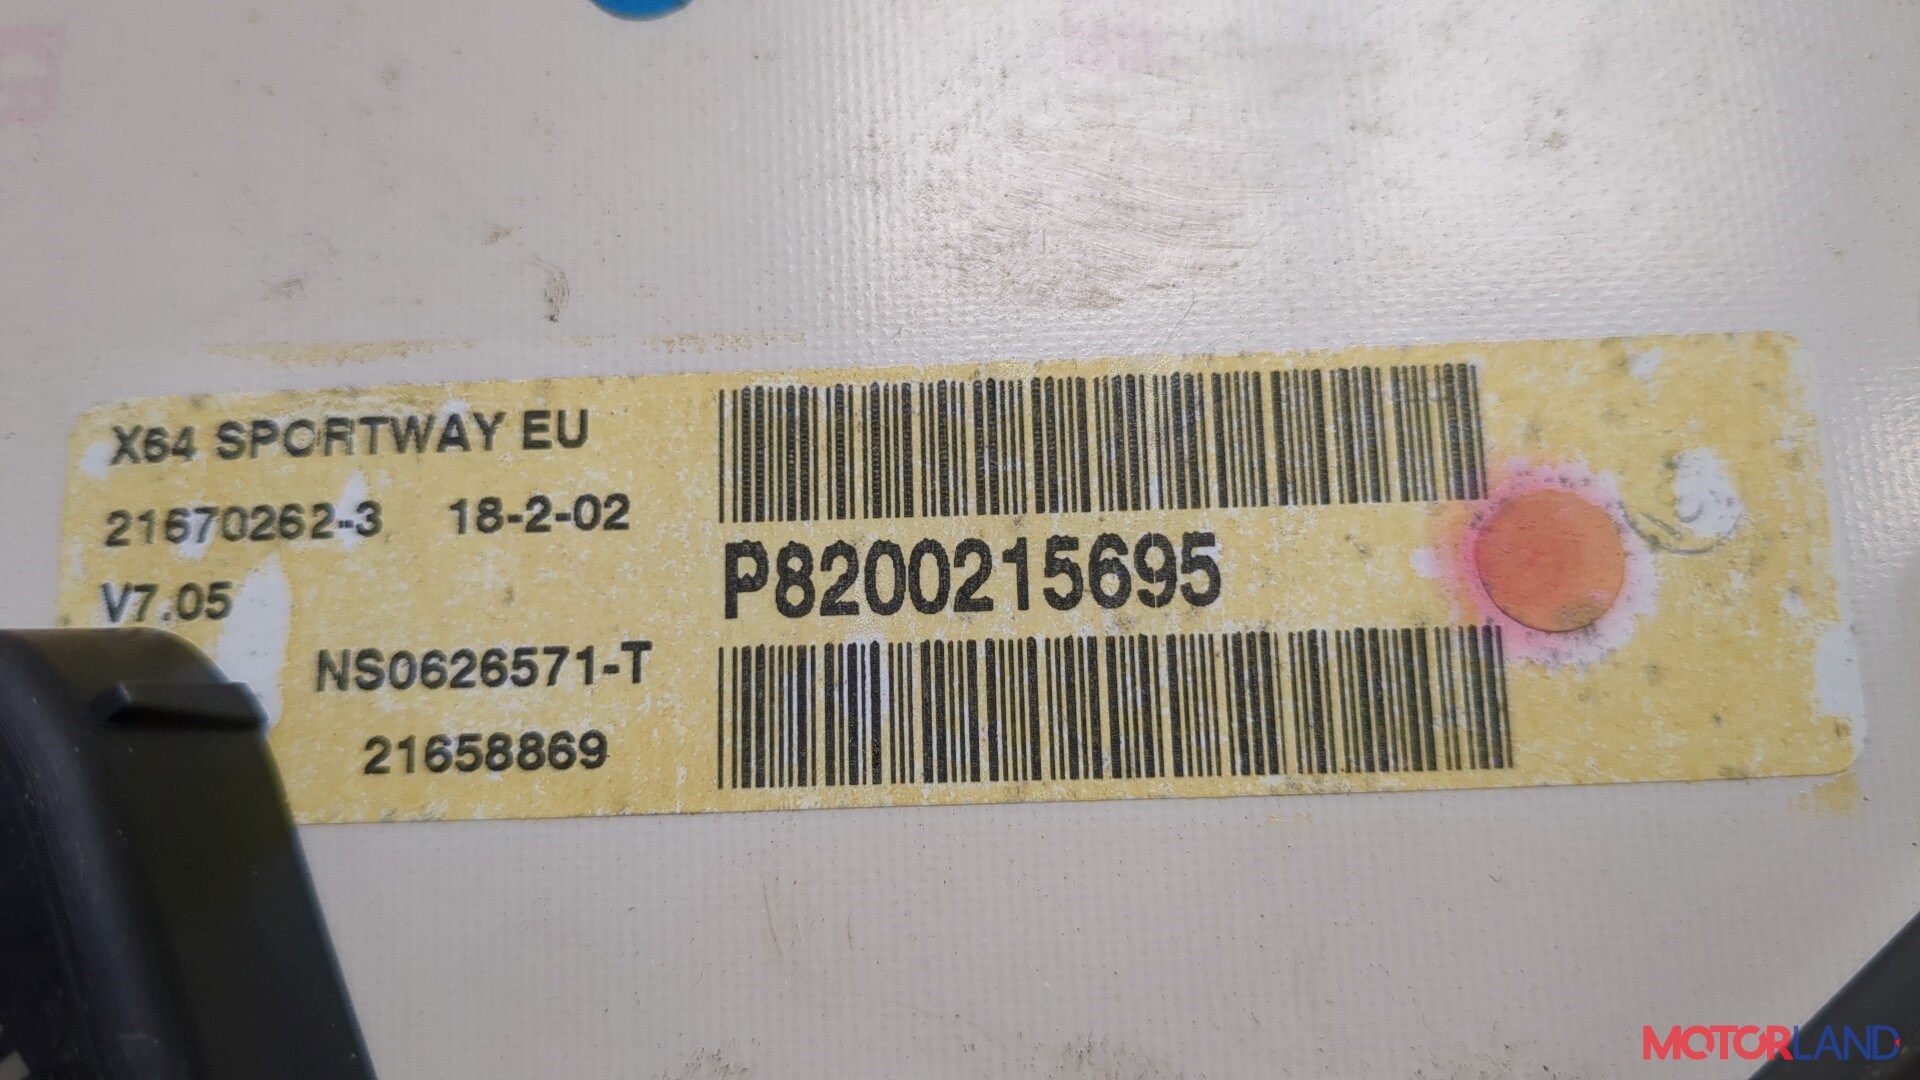 X64 SPORTWAY EU
21670262-3 18-2-02
V7.05
P8200215695
NS0626571-T
21658869
MOTORLAND